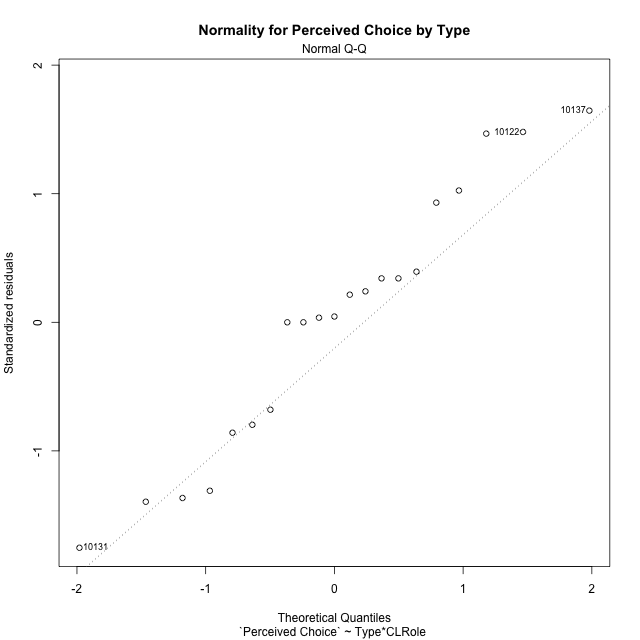 Normality for Perceived Choice by Type
Normal Q-Q
2
1
0
-1
Standardized residuals
10137
10122
10131
-2 -1 0 1 2
Theoretical Quantiles
`Perceived Choice` ~ Type*CLRole